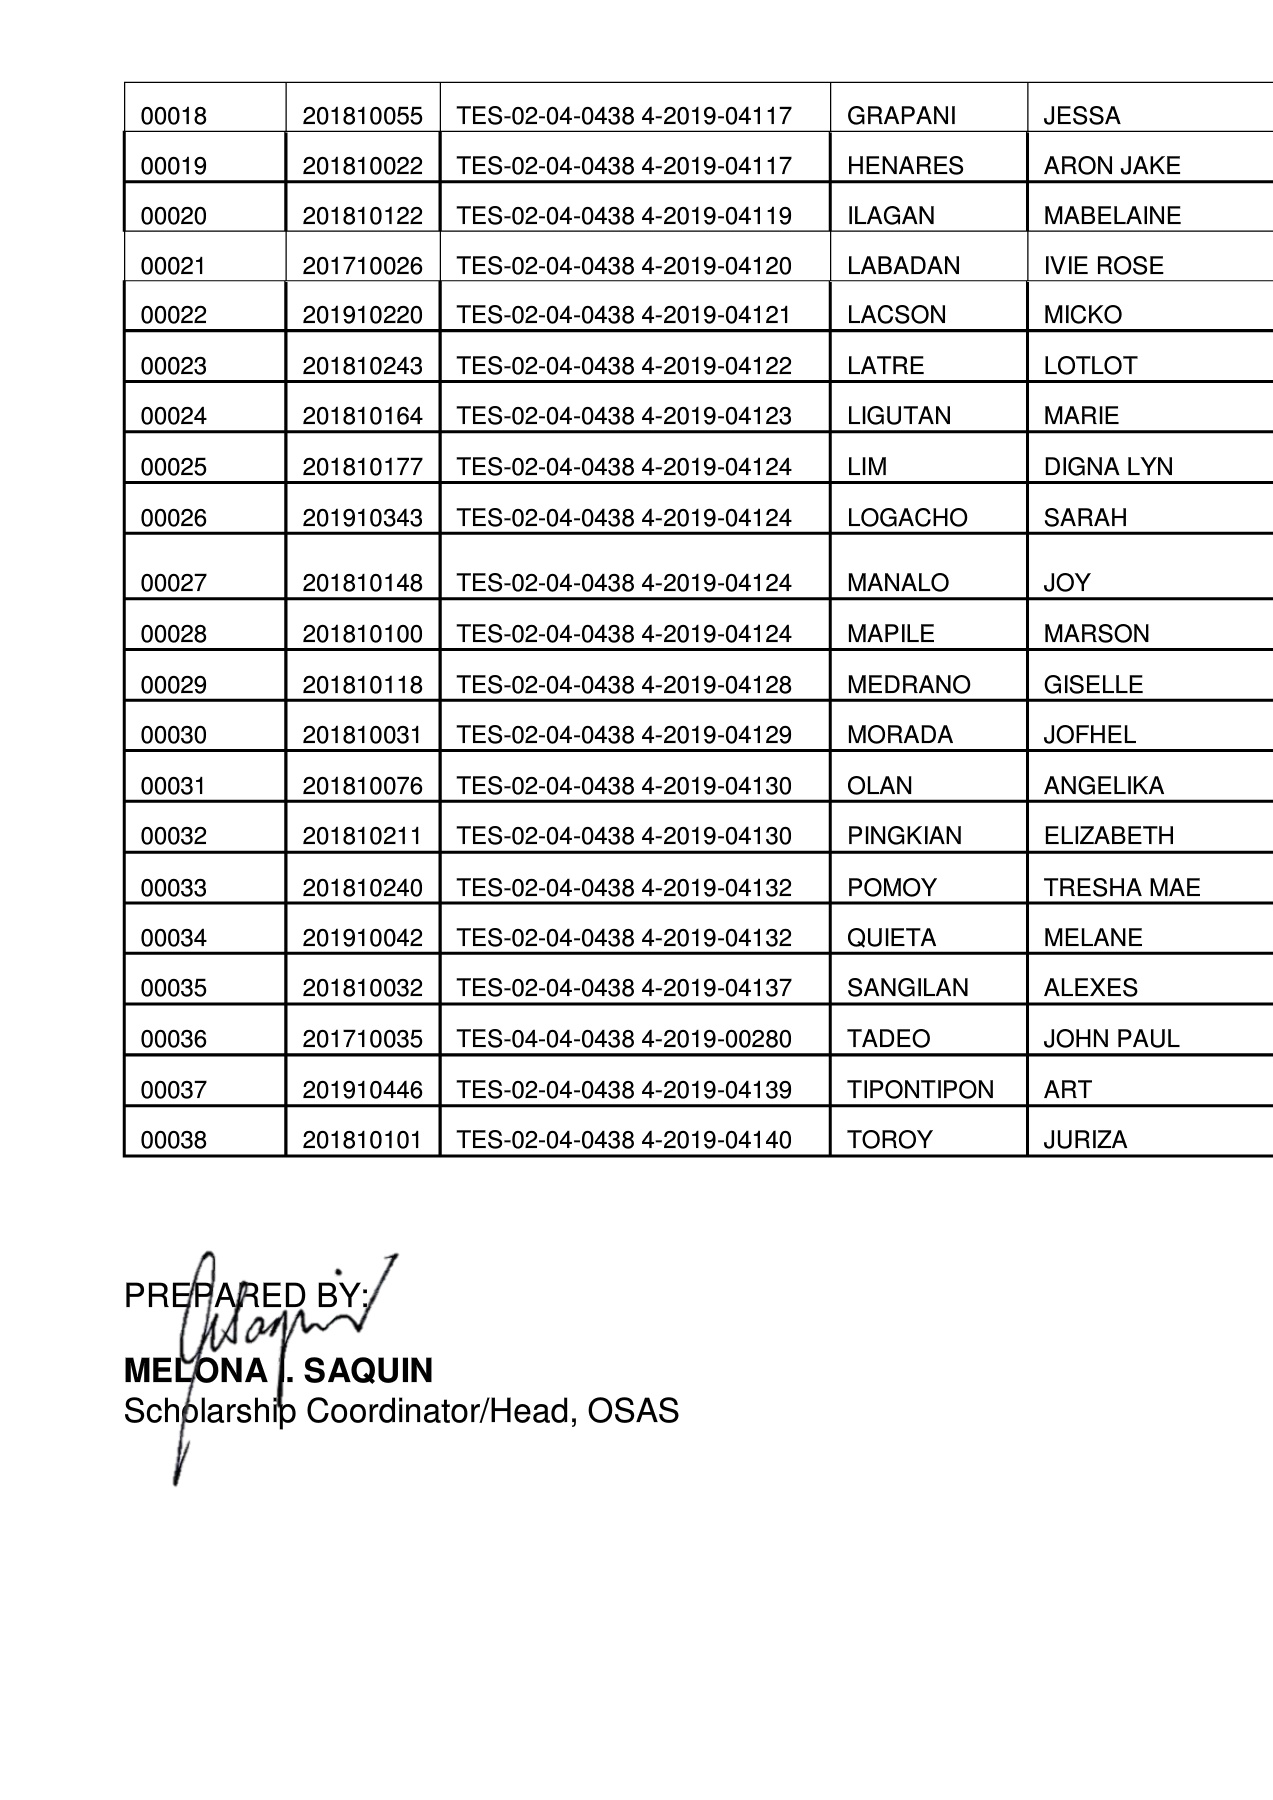 00018 201810055 TES-02-04-0438 4-2019-04117 GRAPANI JESSA
00019 201810022 TES-02-04-0438 4-2019-04117 HENARES ARON JAKE
00020 201810122 TES-02-04-0438 4-2019-04119 ILAGAN MABELAINE
00021 201710026 TES-02-04-0438 4-2019-04120 LABADAN IVIE ROSE
00022 201910220 TES-02-04-0438 4-2019-04121 LACSON MICKO
00023 201810243 TES-02-04-0438 4-2019-04122 LATRE LOTLOT
00024 201810164 TES-02-04-0438 4-2019-04123 LIGUTAN MARIE
00025 201810177 TES-02-04-0438 4-2019-04124 LIM DIGNA LYN
00026 201910343 TES-02-04-0438 4-2019-04124 LOGACHO SARAH
00027 201810148 TES-02-04-0438 4-2019-04124 MANALO JOY
00028 201810100 TES-02-04-0438 4-2019-04124 MAPILE MARSON
00029 201810118 TES-02-04-0438 4-2019-04128 MEDRANO GISELLE
00030 201810031 TES-02-04-0438 4-2019-04129 MORADA JOFHEL
00031 201810076 TES-02-04-0438 4-2019-04130 OLAN ANGELIKA
00032 201810211 TES-02-04-0438 4-2019-04130 PINGKIAN ELIZABETH
00033 201810240 TES-02-04-0438 4-2019-04132 POMOY TRESHA MAE
00034 201910042 TES-02-04-0438 4-2019-04132 QUIETA MELANE
00035 201810032 TES-02-04-0438 4-2019-04137 SANGILAN ALEXES
00036 201710035 TES-04-04-0438 4-2019-00280 TADEO JOHN PAUL
00037 201910446 TES-02-04-0438 4-2019-04139 TIPONTIPON ART
00038 201810101 TES-02-04-0438 4-2019-04140 TOROY JURIZA
PREPARED BY:
MELONA I. SAQUIN
Scholarship Coordinator/Head, OSAS